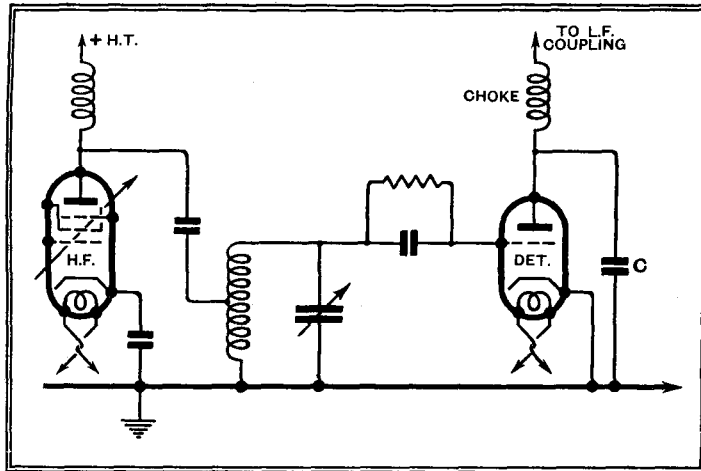 + H.T.
TO L.F.
COUPLING
CHOKE
H.F.
DET.
C